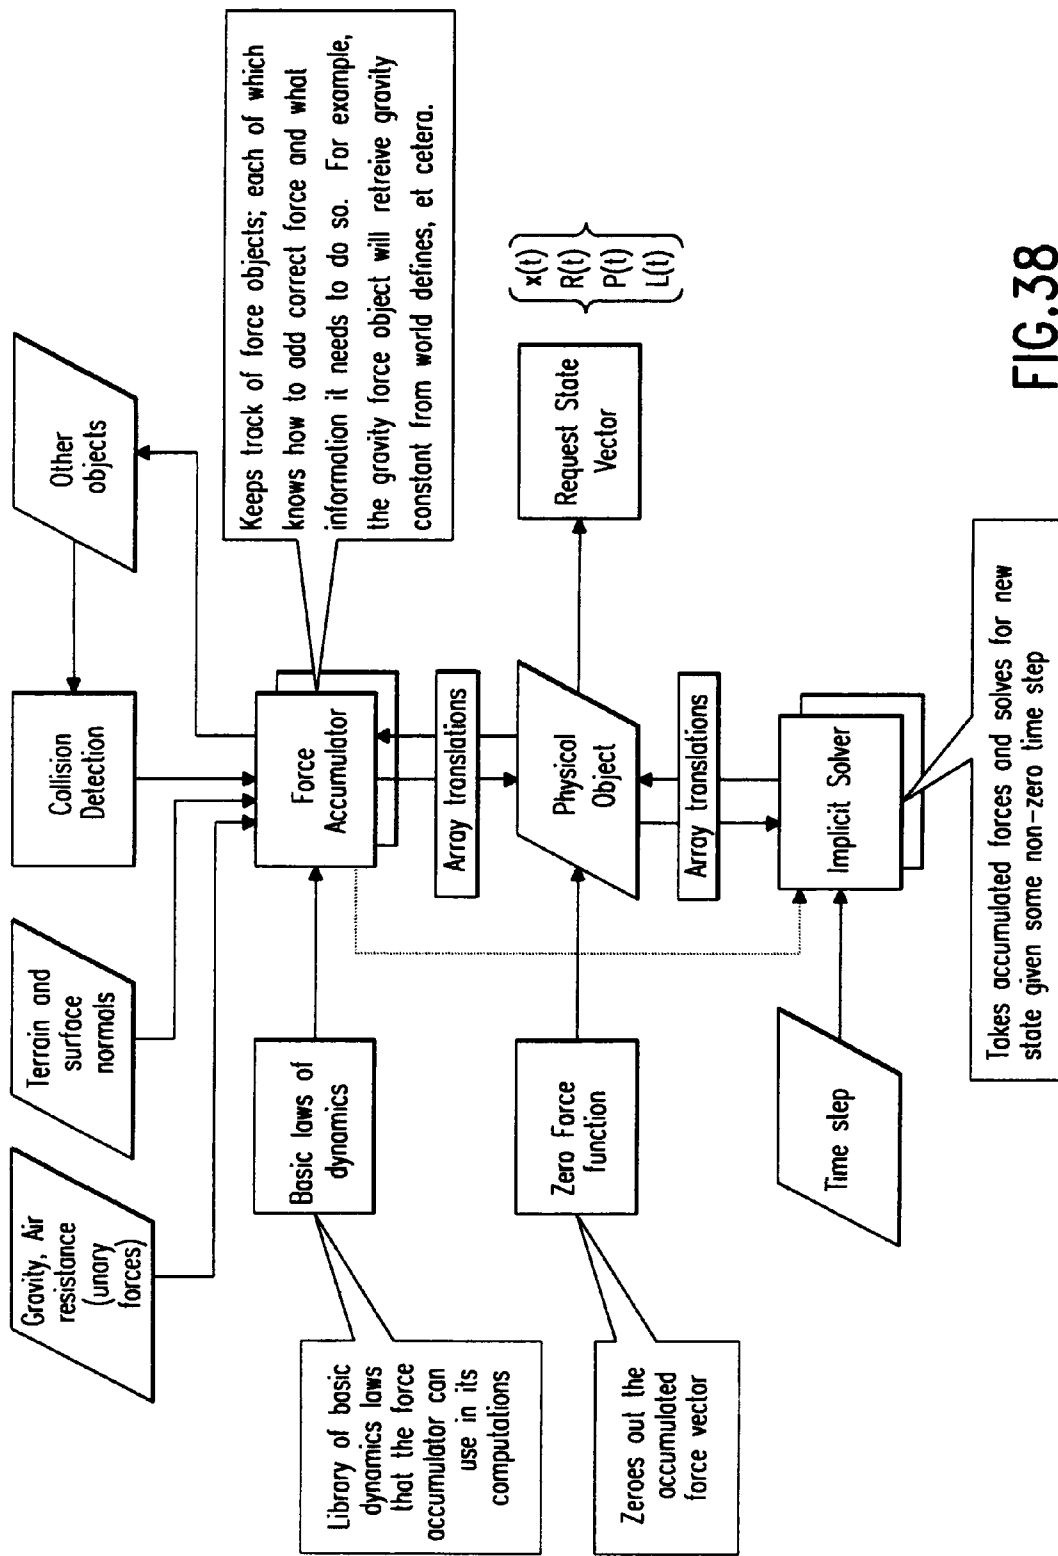 Gravity, Air
resistance
(unary
forces)
Terrain and
surface
normals
Collision
Detection
Other
objects
Library of basic
dynamics laws
that the force
accumulator can
use in its
computations
Basic laws of
dynamics
Force
Accumulator
Keeps track of force objects; each of which
knows how to add correct force and what
information it needs to do so. For example,
the gravity force object will retreive gravity
constant from world defines, et cetera.
Array translations
Zeroes out the
accumulated
force vector
Zero Force
function
Physical
Object
Request State
Vector
x(t)
R(t)
P(t)
L(t)
Array translations
Time step
Implicit Solver
Takes accumulated forces and solves for new
state given some non-zero time step
FIG.38